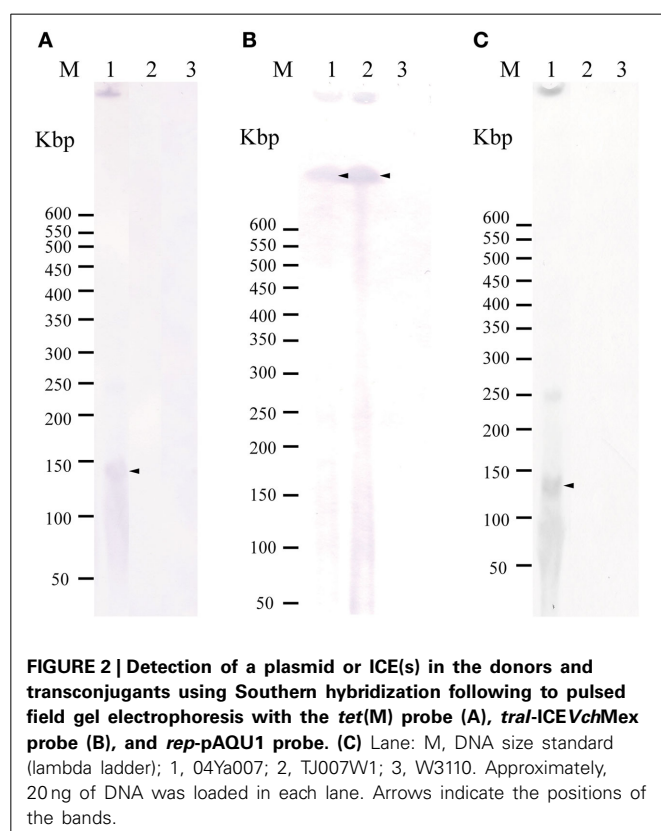 A
B
C
M 1 2 3
M 1 2 3
M 1 2 3
Kbp
600
550
500
450
400
350
300
250
200
150
100
50
Kbp
600
550
500
450
400
350
300
250
200
150
100
50
Kbp
600
550
500
450
400
350
300
250
200
150
100
50
FIGURE 2 | Detection of a plasmid or ICE(s) in the donors and
transconjugants using Southern hybridization following to pulsed
field gel electrophoresis with the tet(M) probe (A), traI-ICEVchMex
probe (B), and rep-pAQU1 probe. (C) Lane: M, DNA size standard
(lambda ladder); 1, 04Ya007; 2, TJ007W1; 3, W3110. Approximately,
20 ng of DNA was loaded in each lane. Arrows indicate the positions of
the bands.